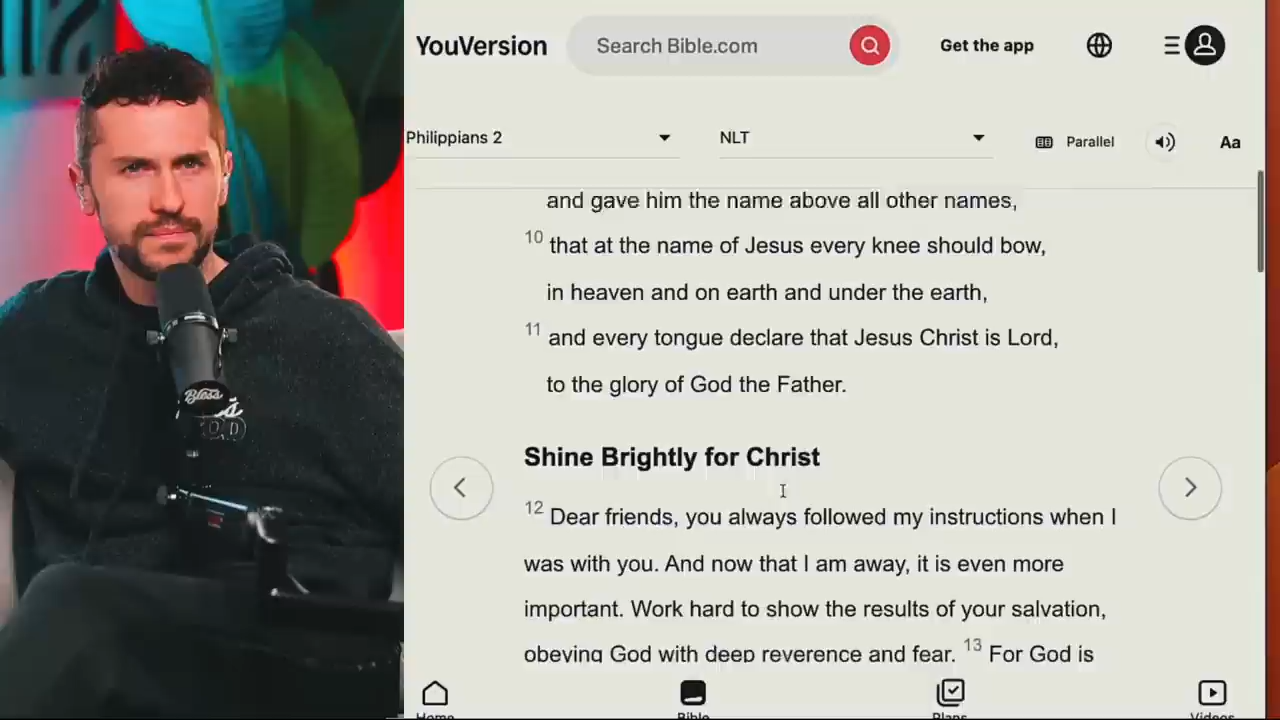 YouVersion
Search Bible.com
Get the app
Philippians 2
NLT
Parallel
Aa
and gave him the name above all other names,
10 that at the name of Jesus every knee should bow,
in heaven and on earth and under the earth,
11 and every tongue declare that Jesus Christ is Lord,
to the glory of God the Father.
Shine Brightly for Christ
12 Dear friends, you always followed my instructions when I
was with you. And now that I am away, it is even more
important. Work hard to show the results of your salvation,
obeying God with deep reverence and fear. 13 For God is
Home
Bible
Plans
Videos
Bless